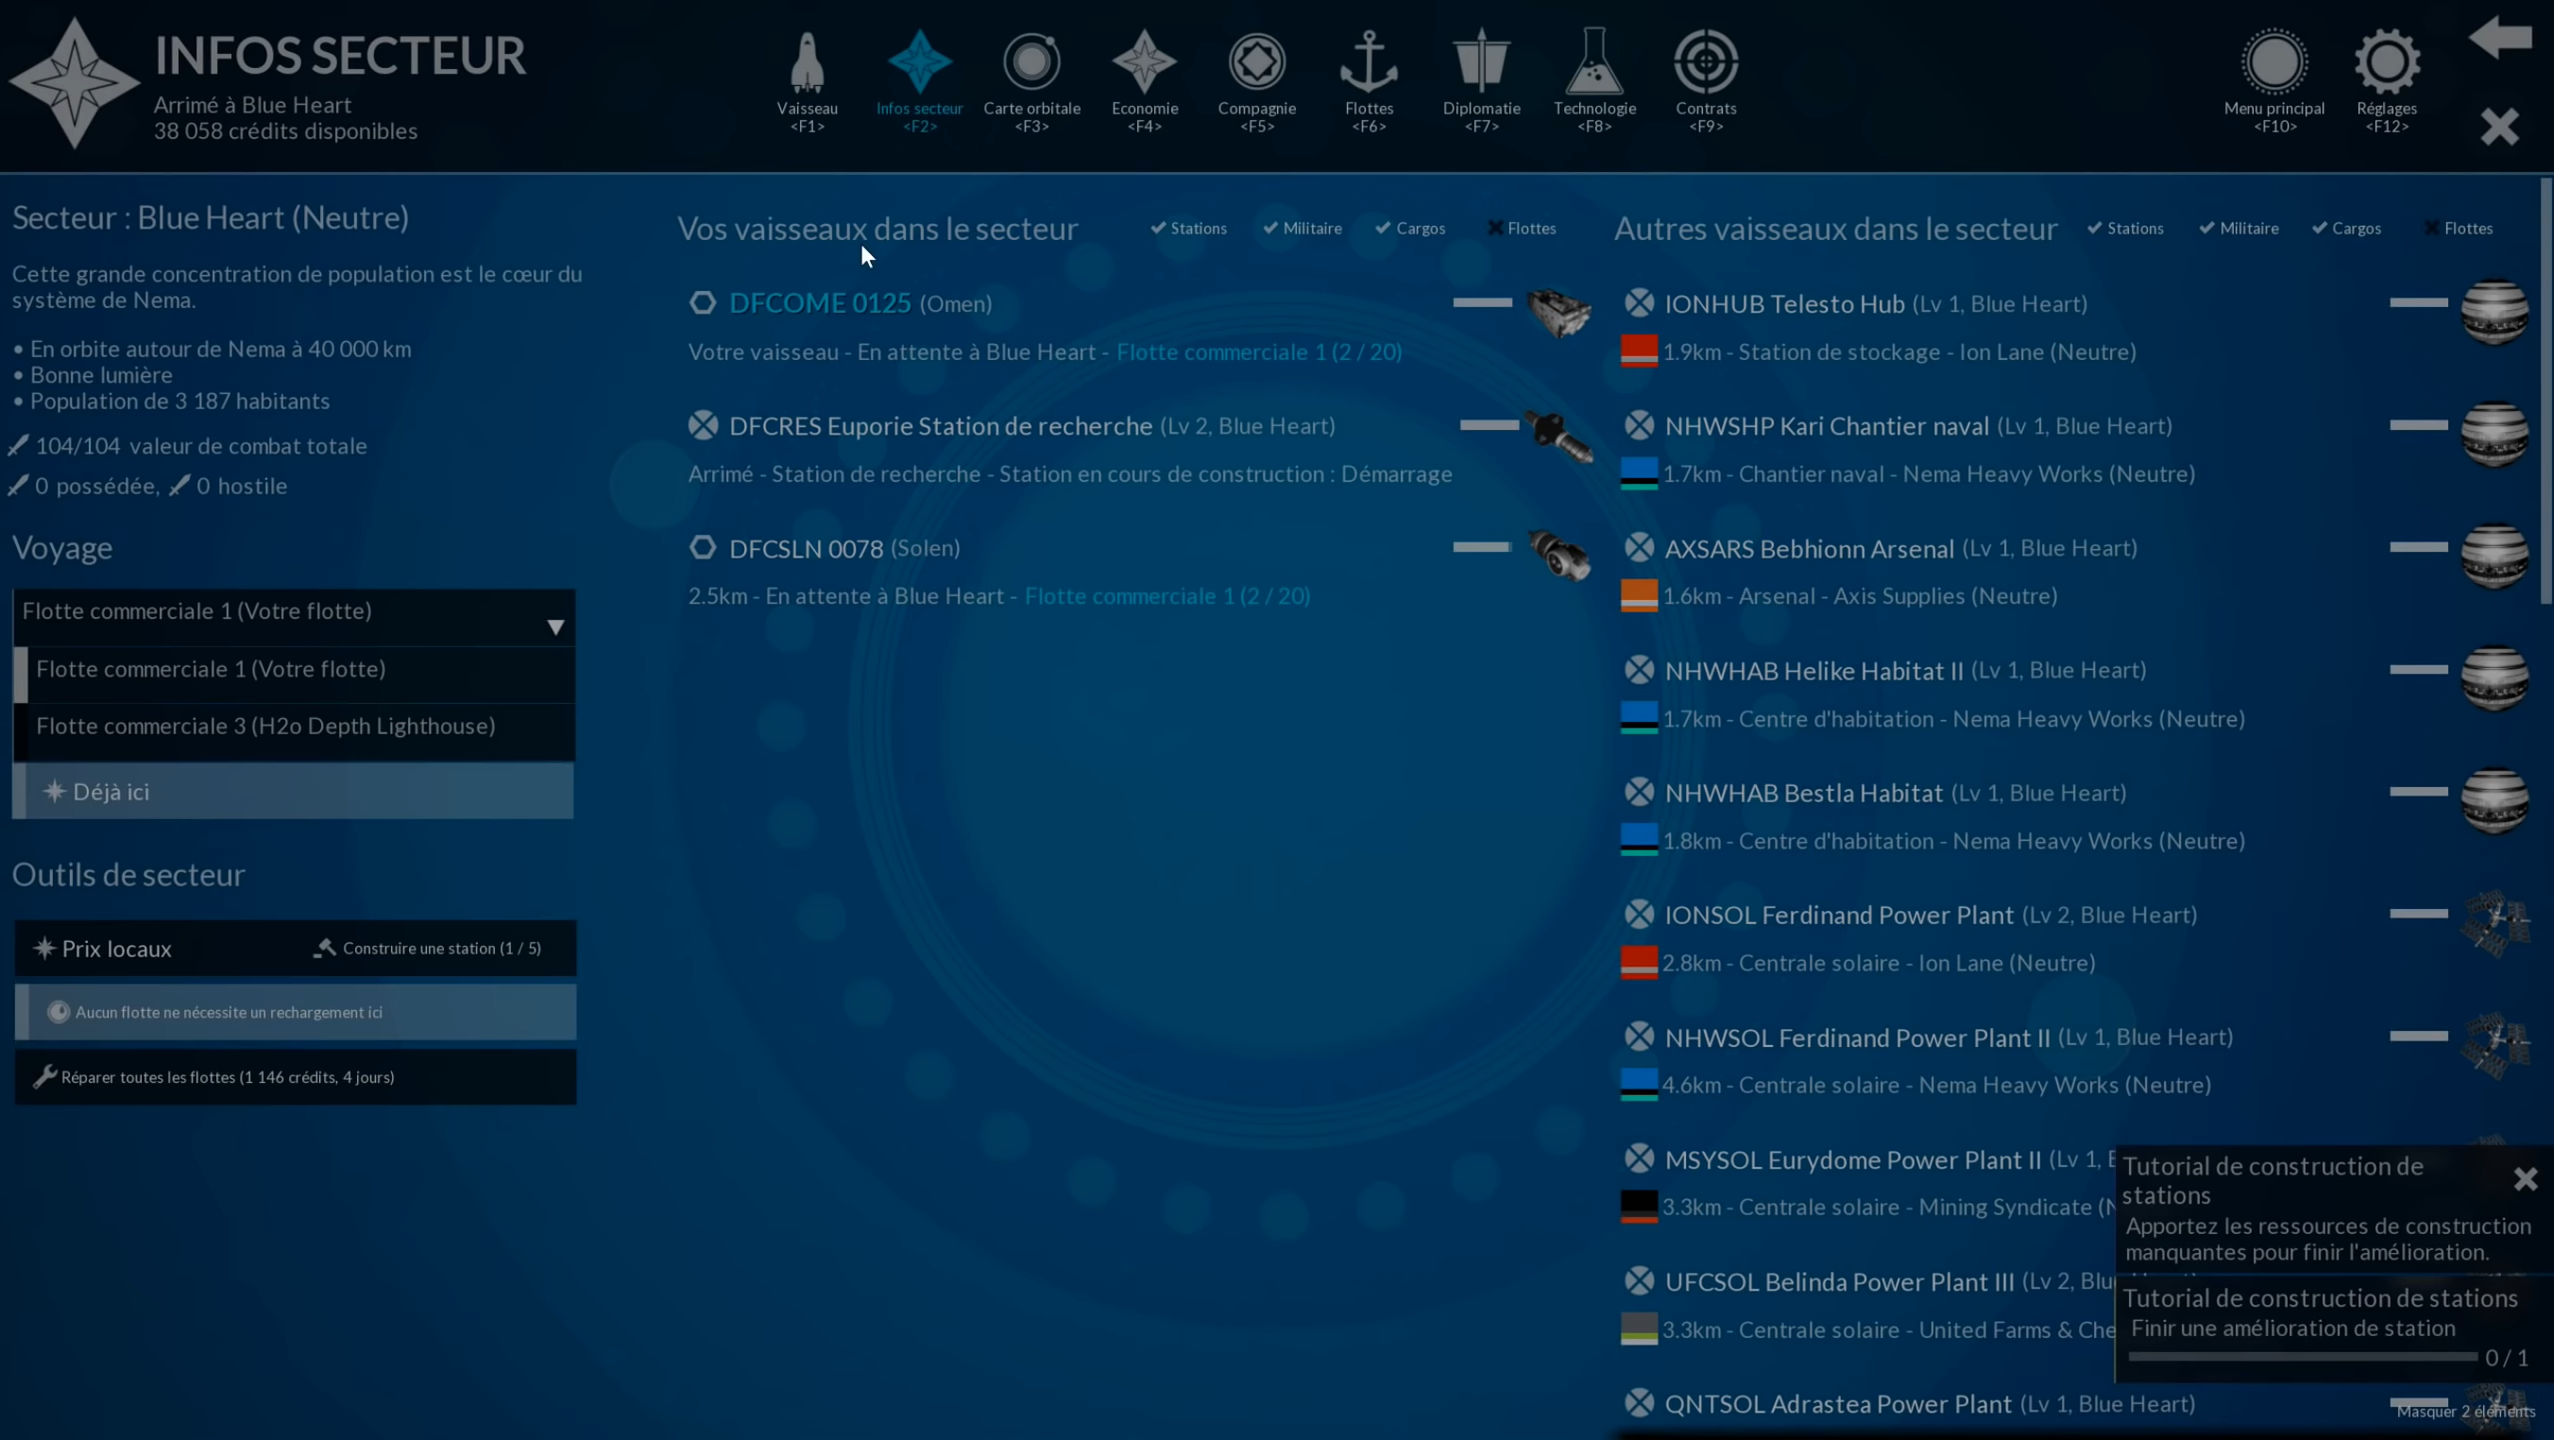 INFOS SECTEUR
Arrimé à Blue Heart
38 058 crédits disponibles
Vaisseau
<F1>
Infos secteur
<F2>
Carte orbitale
<F3>
Economie
<F4>
Compagnie
<F5>
Flottes
<F6>
Diplomatie
<F7>
Technologie
<F8>
Contrats
<F9>
Menu principal
<F10>
Réglages
<F12>
Secteur : Blue Heart (Neutre)
Cette grande concentration de population est le cœur du
système de Nema.
• En orbite autour de Nema à 40 000 km
• Bonne lumière
• Population de 3 187 habitants
104/104 valeur de combat totale
0 possédée, 0 hostile
Voyage
Flotte commerciale 1 (Votre flotte)
Flotte commerciale 1 (Votre flotte)
Flotte commerciale 3 (H2o Depth Lighthouse)
Déjà ici
Outils de secteur
Prix locaux
Construire une station (1 / 5)
Aucun flotte ne nécessite un rechargement ici
Réparer toutes les flottes (1 146 crédits, 4 jours)
Vos vaisseaux dans le secteur
Stations
Militaire
Cargos
Flottes
DFCOME 0125 (Omen)
Votre vaisseau - En attente à Blue Heart - Flotte commerciale 1 (2 / 20)
DFCRES Euporie Station de recherche (Lv 2, Blue Heart)
Arrimé - Station de recherche - Station en cours de construction : Démarrage
DFCSLN 0078 (Solen)
2.5km - En attente à Blue Heart - Flotte commerciale 1 (2 / 20)
Autres vaisseaux dans le secteur
Stations
Militaire
Cargos
Flottes
IONHUB Telesto Hub (Lv 1, Blue Heart)
1.9km - Station de stockage - Ion Lane (Neutre)
NHWSHP Kari Chantier naval (Lv 1, Blue Heart)
1.7km - Chantier naval - Nema Heavy Works (Neutre)
AXSARS Bebhionn Arsenal (Lv 1, Blue Heart)
1.6km - Arsenal - Axis Supplies (Neutre)
NHWHAB Helike Habitat II (Lv 1, Blue Heart)
1.7km - Centre d'habitation - Nema Heavy Works (Neutre)
NHWHAB Bestla Habitat (Lv 1, Blue Heart)
1.8km - Centre d'habitation - Nema Heavy Works (Neutre)
IONSOL Ferdinand Power Plant (Lv 2, Blue Heart)
2.8km - Centrale solaire - Ion Lane (Neutre)
NHWSOL Ferdinand Power Plant II (Lv 1, Blue Heart)
4.6km - Centrale solaire - Nema Heavy Works (Neutre)
MSYSOL Eurydome Power Plant II (Lv 1,
3.3km - Centrale solaire - Mining Syndicate
UFCSOL Belinda Power Plant III (Lv 2,
3.3km - Centrale solaire - United Farms &
QNTSOL Adrastea Power Plant (Lv 1, Blue Heart)
Tutorial de construction de
stations
Apportez les ressources de construction
manquantes pour finir l'amélioration.
Tutorial de construction de stations
Finir une amélioration de station
0 / 1
Masquer 2 éléments